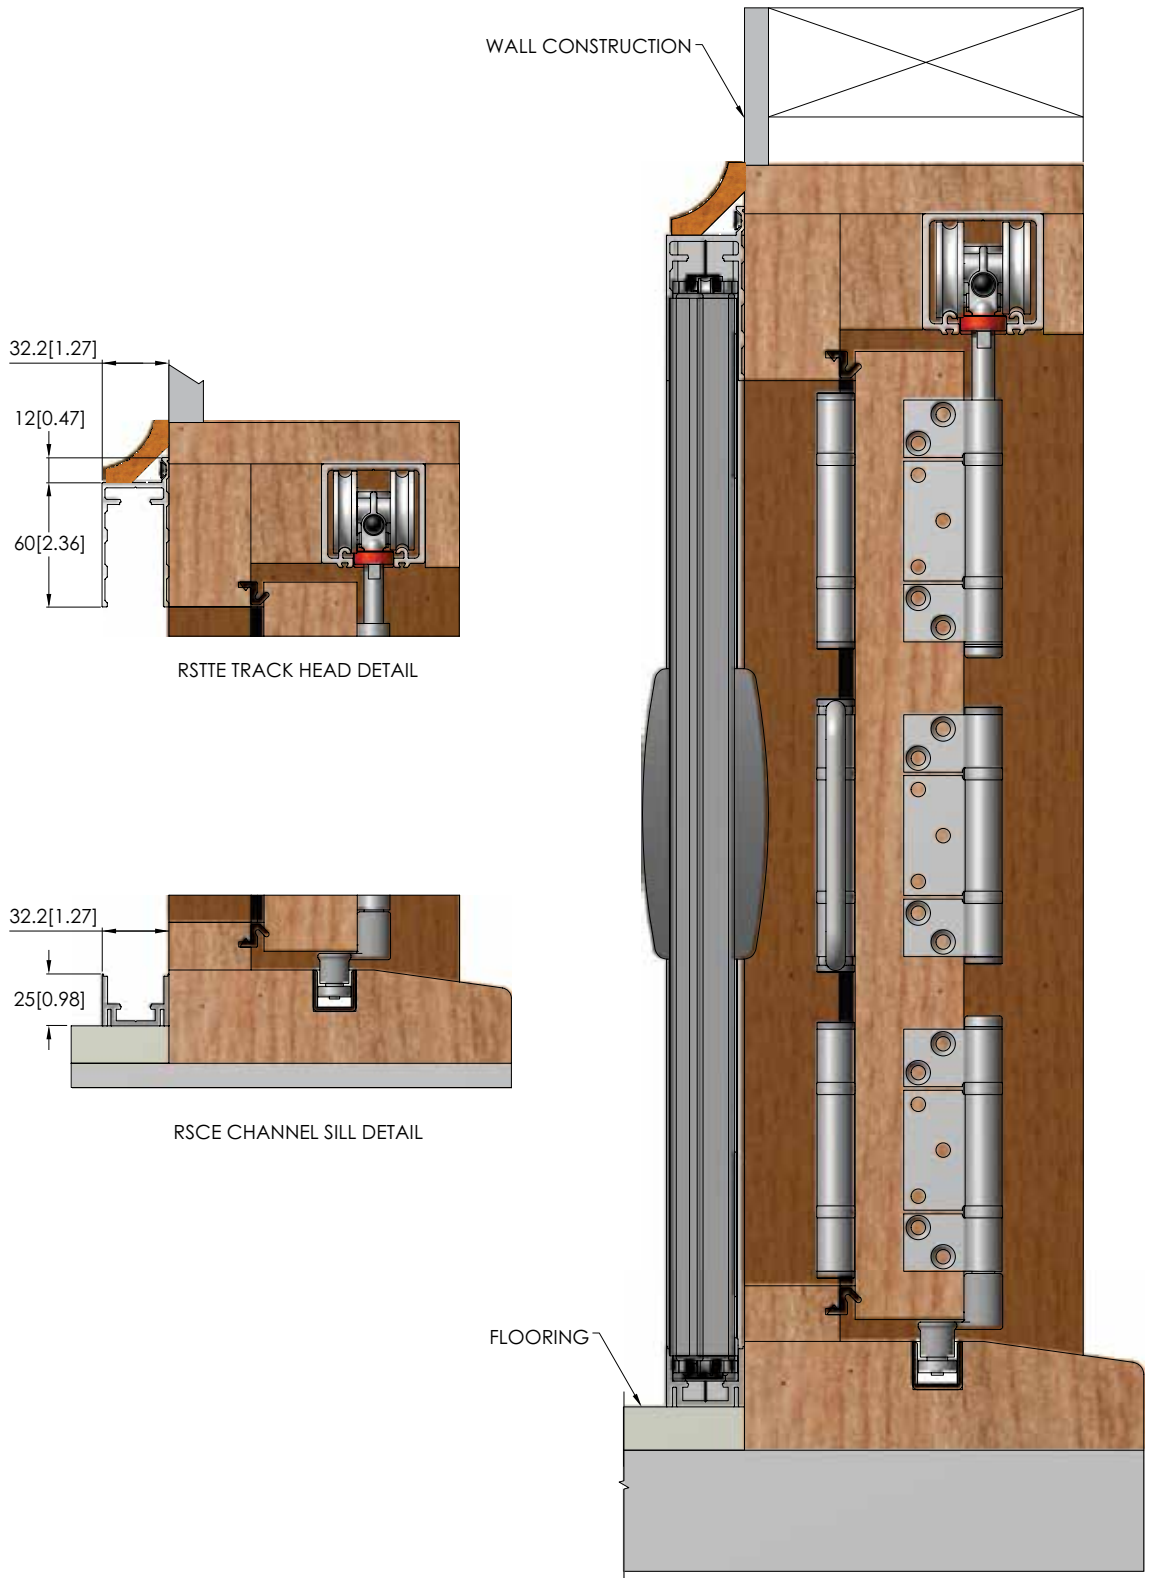 WALL CONSTRUCTION
32.2[1.27]
12[0.47]
60[2.36]
RSTTE TRACK HEAD DETAIL
32.2[1.27]
25[0.98]
RSCE CHANNEL SILL DETAIL
FLOORING